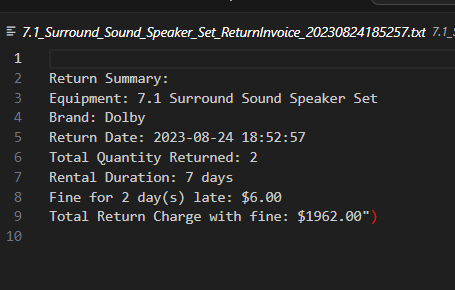 7.1_Surround_Sound_Speaker_Set_ReturnInvoice_20230824185257.txt 7.1_
1
2 Return Summary:
3 Equipment: 7.1 Surround Sound Speaker Set
4 Brand: Dolby
5 Return Date: 2023-08-24 18:52:57
6 Total Quantity Returned: 2
7 Rental Duration: 7 days
8 Fine for 2 day(s) late: $6.00
9 Total Return Charge with fine: $1962.00")
10